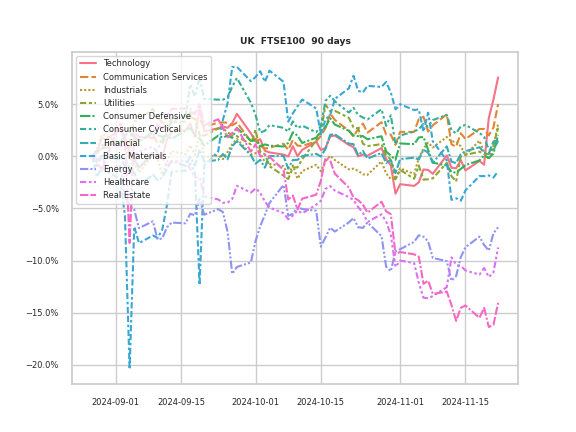 UK FTSE100 90 days
Technology
Communication Services
Industrials
Utilities
Consumer Defensive
Consumer Cyclical
Financial
Basic Materials
Energy
Healthcare
Real Estate
5.0%
0.0%
−5.0%
−10.0%
−15.0%
−20.0%
2024-09-01 2024-09-15 2024-10-01 2024-10-15 2024-11-01 2024-11-15